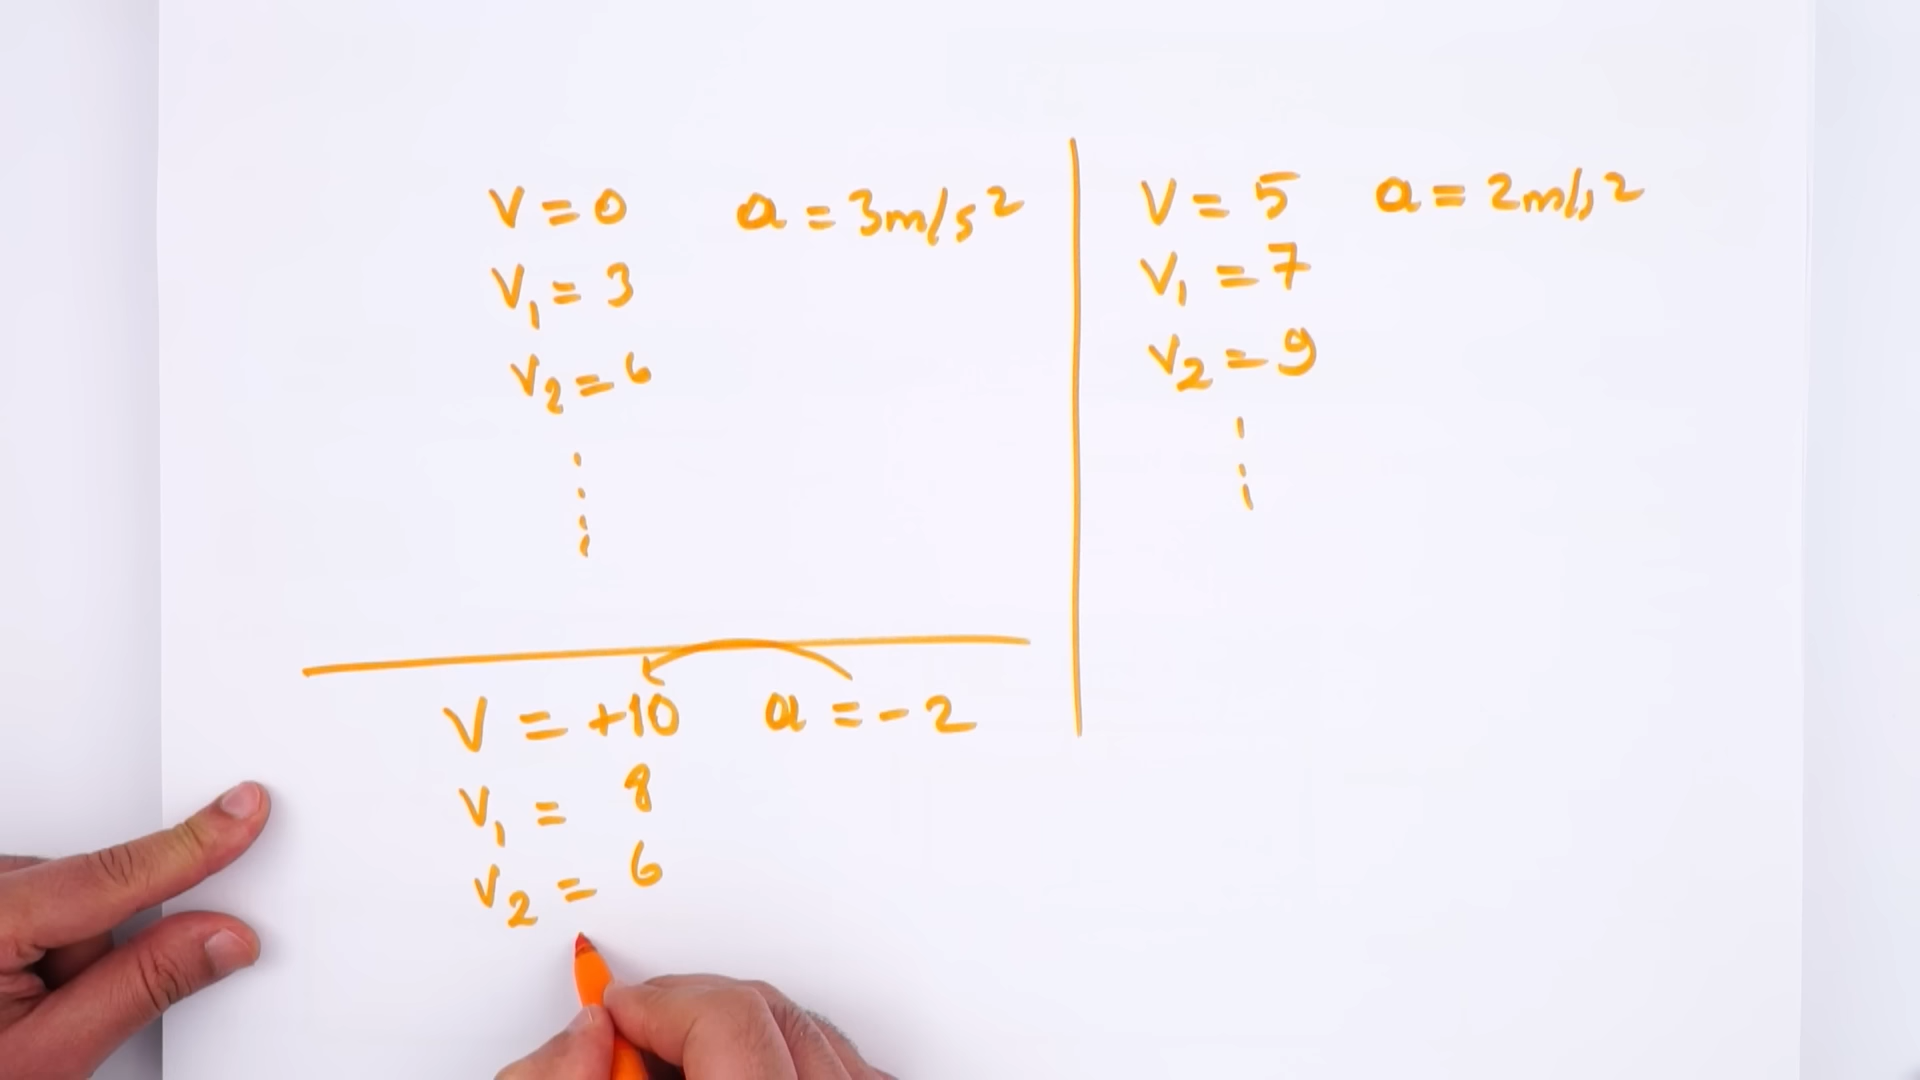 V = 0 a = 3m/s²
V₁ = 3
V₂ = 6
V = 5 a = 2m/s²
V₁ = 7
V₂ = 9
V = +10 a = -2
V₁ = 8
V₂ = 6